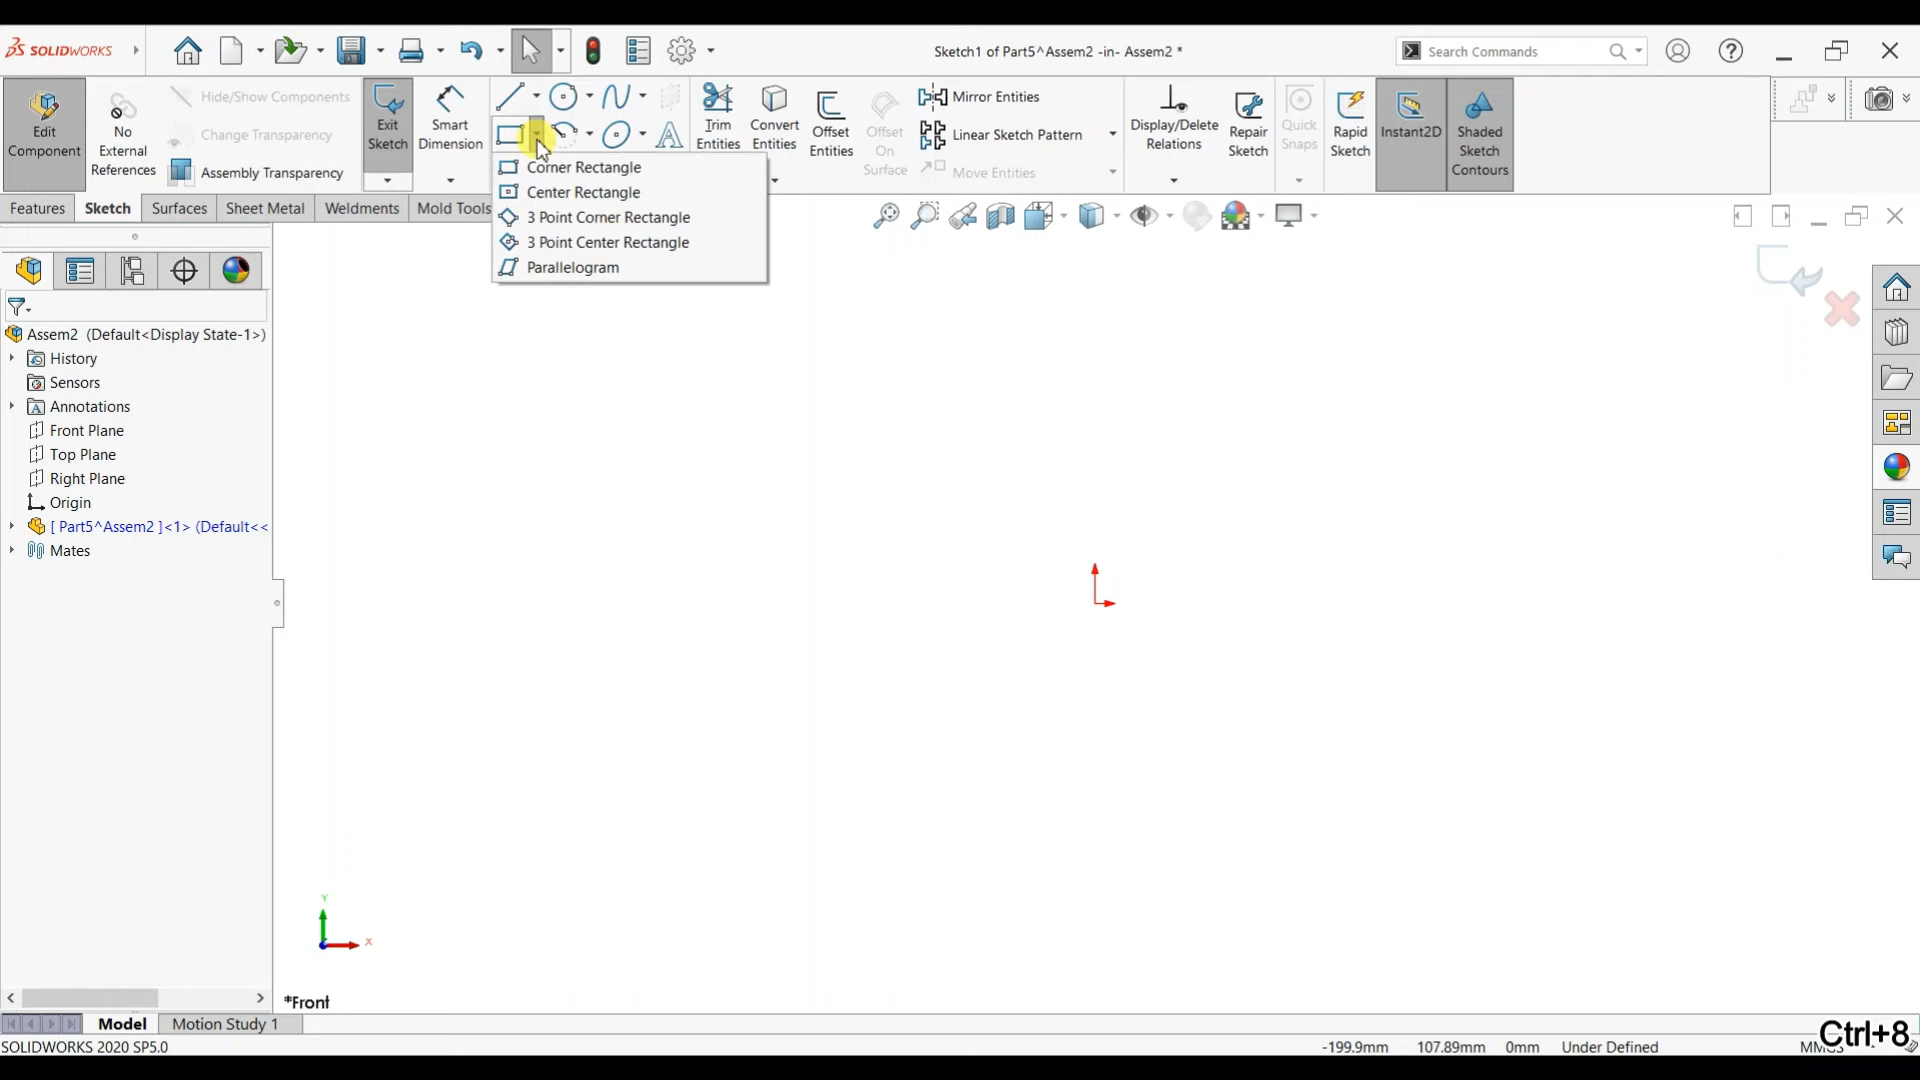 SOLIDWORKS
Sketch1 of Part5^Assem2 -in- Assem2 *
Search Commands
Edit Component
No External References
Hide/Show Components
Change Transparency
Assembly Transparency
Exit Sketch
Smart Dimension
Trim Entities
Convert Entities
Offset Entities
Offset On Surface
Mirror Entities
Linear Sketch Pattern
Move Entities
Display/Delete Relations
Repair Sketch
Quick Snaps
Rapid Sketch
Instant2D
Shaded Sketch Contours
Corner Rectangle
Center Rectangle
3 Point Corner Rectangle
3 Point Center Rectangle
Parallelogram
Features
Sketch
Surfaces
Sheet Metal
Weldments
Mold Tools
Assem2 (Default<Display State-1>)
History
Sensors
Annotations
Front Plane
Top Plane
Right Plane
Origin
[ Part5^Assem2 ]<1> (Default<<
Mates
Y
X
*Front
Model
Motion Study 1
Ctrl+8
SOLIDWORKS 2020 SP5.0
-199.9mm
107.89mm
0mm
Under Defined